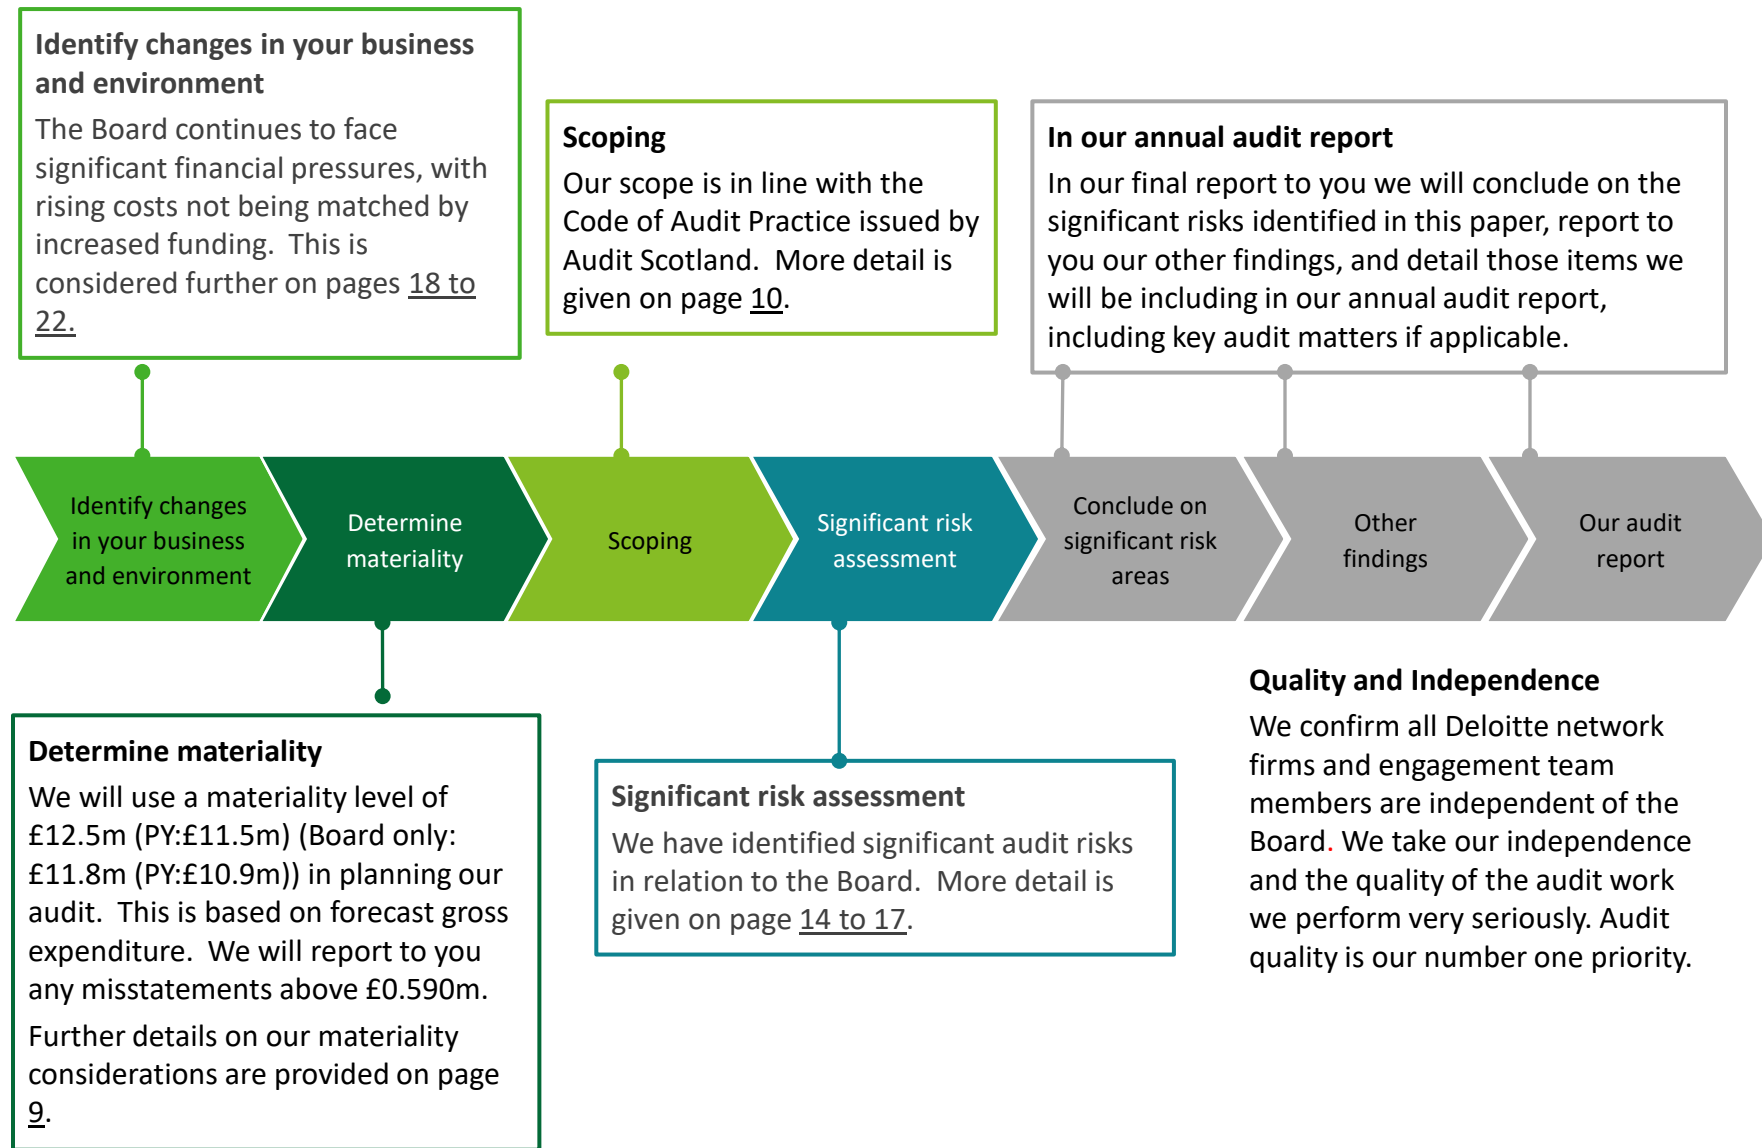 Identify changes in your business
and environment
The Board continues to face
significant financial pressures, with
rising costs not being matched by
increased funding.  This is
considered further on pages 18 to
22.
Scoping
Our scope is in line with the
Code of Audit Practice issued by
Audit Scotland.  More detail is
given on page 10.
In our annual audit report
In our final report to you we will conclude on the
significant risks identified in this paper, report to
you our other findings, and detail those items we
will be including in our annual audit report,
including key audit matters if applicable.
Identify changes
in your business
and environment
Determine
materiality
Scoping
Significant risk
assessment
Conclude on
significant risk
areas
Other
findings
Our audit
report
Determine materiality
We will use a materiality level of
£12.5m (PY:£11.5m) (Board only:
£11.8m (PY:£10.9m)) in planning our
audit.  This is based on forecast gross
expenditure.  We will report to you
any misstatements above £0.590m.
Further details on our materiality
considerations are provided on page
9.
Significant risk assessment
We have identified significant audit risks
in relation to the Board.  More detail is
given on page 14 to 17.
Quality and Independence
We confirm all Deloitte network
firms and engagement team
members are independent of the
Board. We take our independence
and the quality of the audit work
we perform very seriously. Audit
quality is our number one priority.